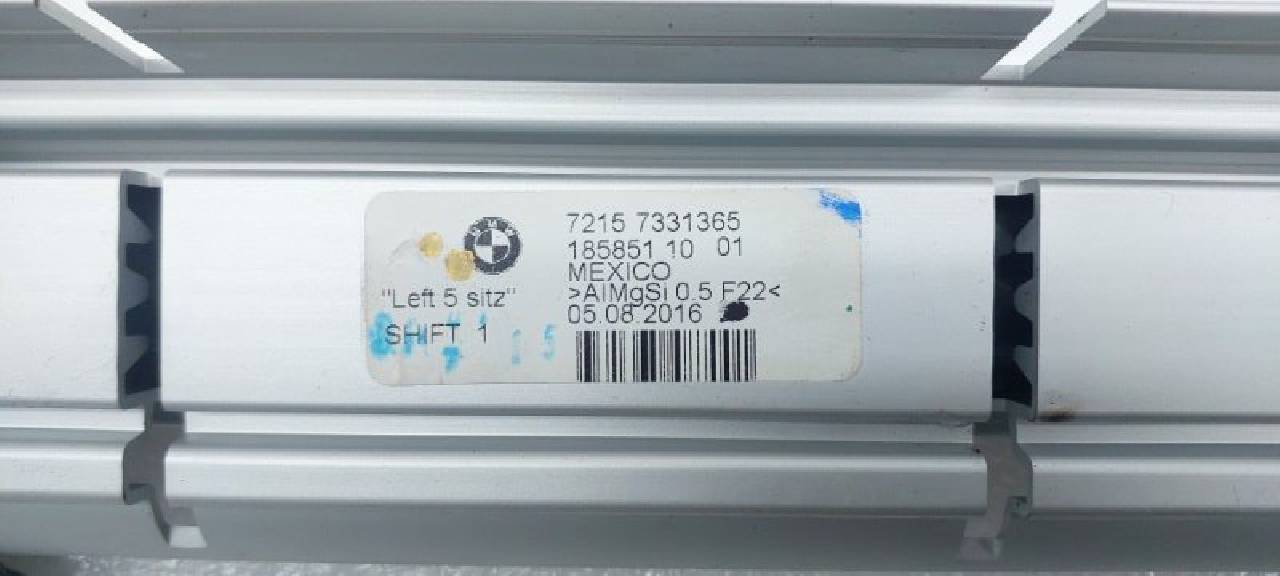 7215 7331365
185851 10 01
MEXICO
"Left 5 sitz" >AlMgSi 0.5 F22<
05.08.2016
SHIFT 1